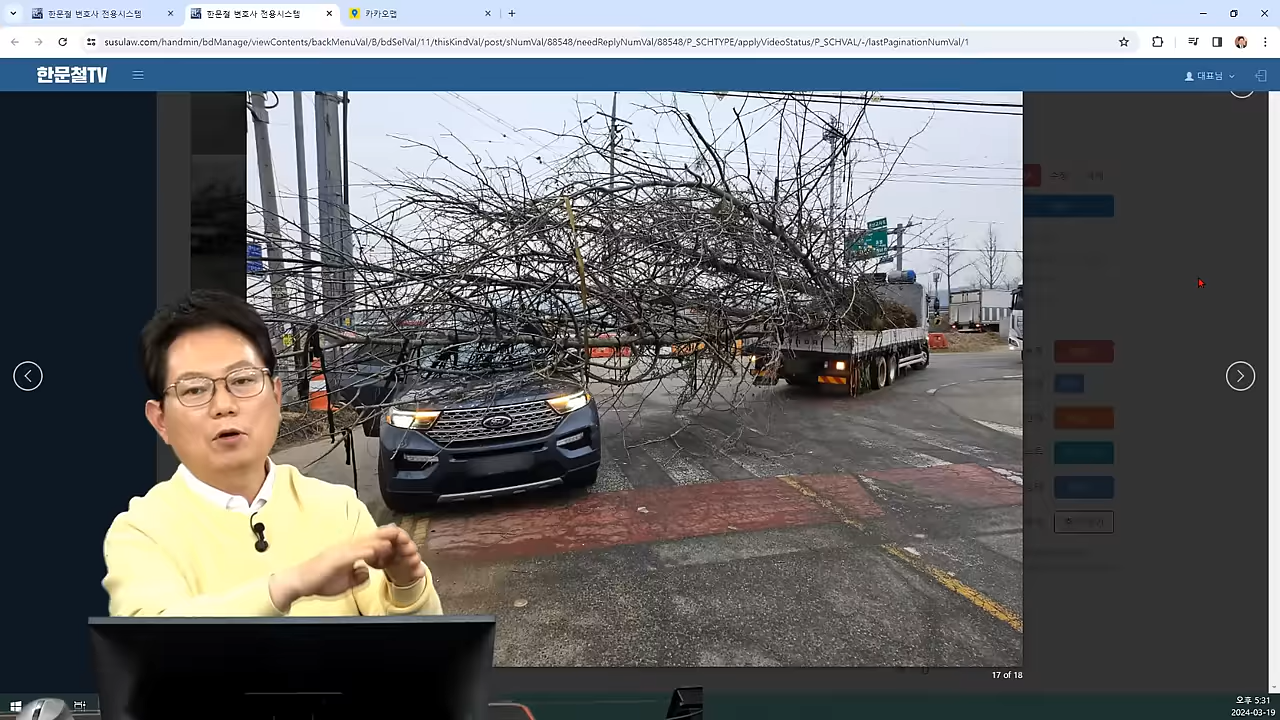 한문철 변호사 전용시스템
한문철 변호사 전용시스템
카카오맵
susulaw.com/handmin/bdManage/viewContents/backMenuVal/8/bdSelVal/11/thisKindVal/post/sNumVal/88548/needReplyNumVal/88548/P_SCHTYPE/applyVideoStatus/P_SCHVAL/-/lastPaginationNumVal/1
한문철TV
대표님
17 of 18
오후 5:31
2024-03-19